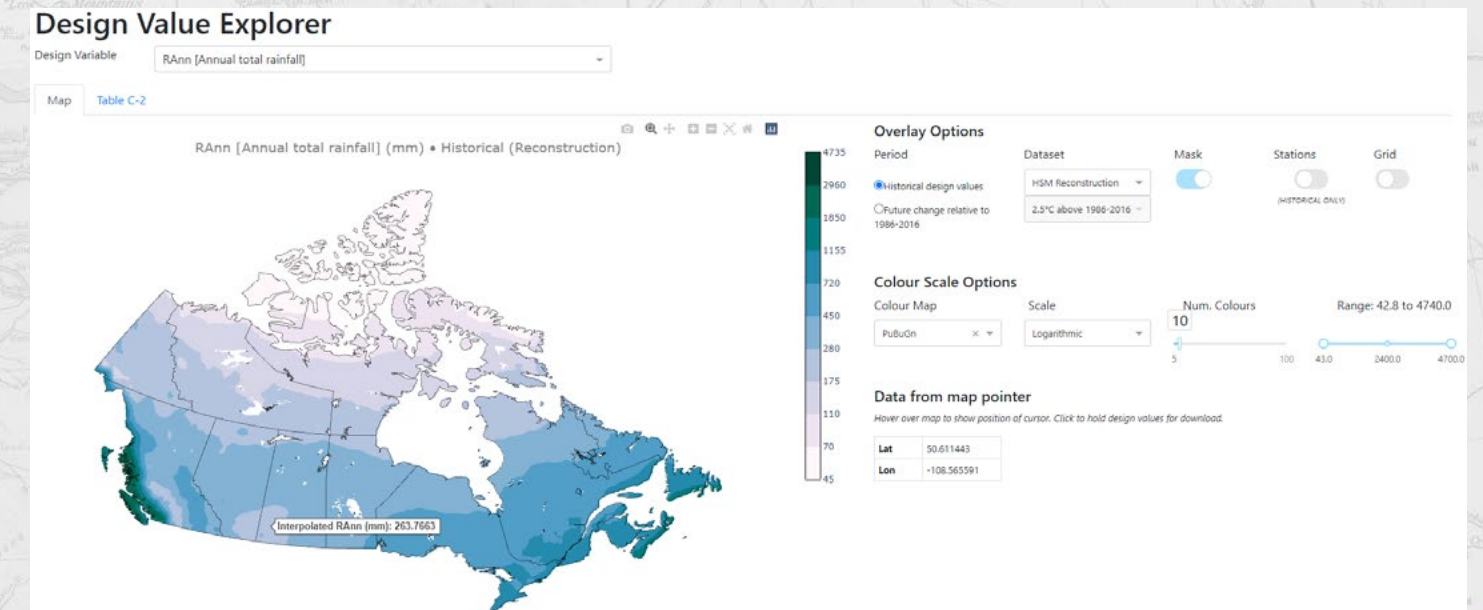 Design Value Explorer
Design Variable
RAnn [Annual total rainfall]
Map
Table C-2
RAnn [Annual total rainfall] (mm) • Historical (Reconstruction)
4735
2960
1850
1155
720
450
280
175
110
70
45
Interpolated RAnn (mm): 263.7663
Overlay Options
Period
Dataset
Mask
Stations
Grid
Historical design values
HSM Reconstruction
(HISTORICAL ONLY)
Future change relative to
1986-2016
2.5°C above 1986-2016
Colour Scale Options
Colour Map
Scale
Num. Colours
Range: 42.8 to 4740.0
PuBuGn
Logarithmic
10
5
100
43.0
2400.0
4700.0
Data from map pointer
Hover over map to show position of cursor. Click to hold design values for download.
Lat 50.611443
Lon -108.565591